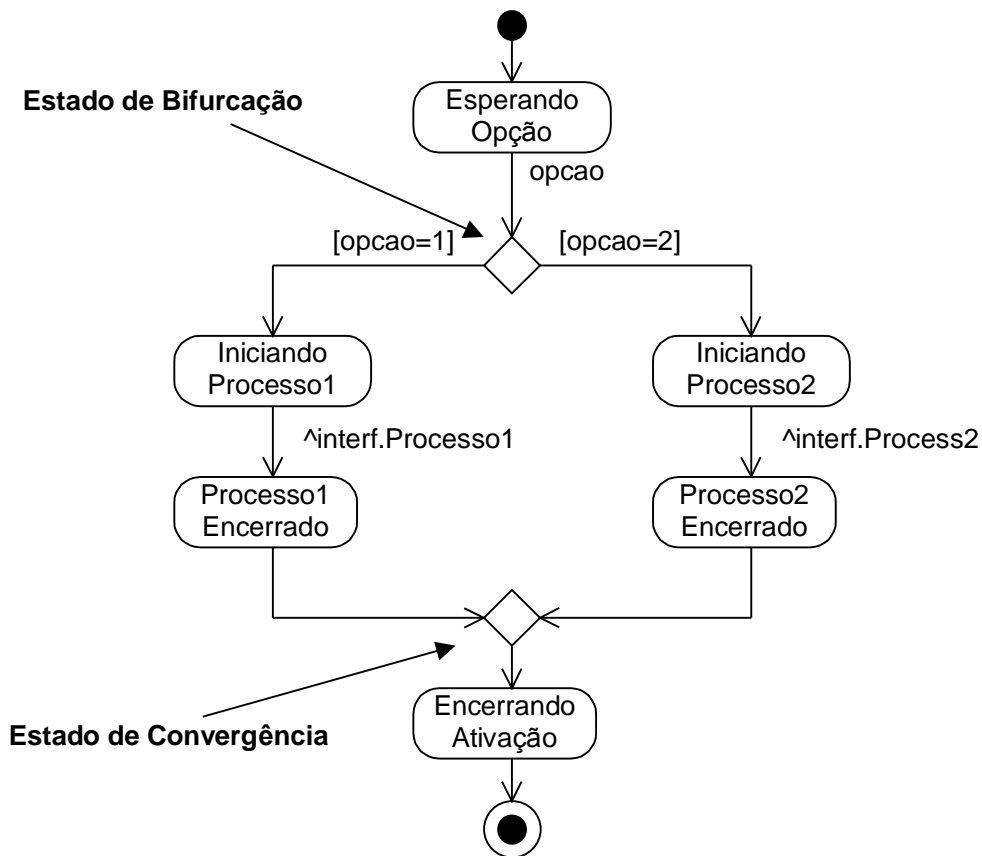 Estado de Bifurcação
Esperando
Opção
opcao
[opcao=1]
[opcao=2]
Iniciando
Processo1
Iniciando
Processo2
^interf.Processo1
^interf.Process2
Processo1
Encerrado
Processo2
Encerrado
Estado de Convergência
Encerrando
Ativação